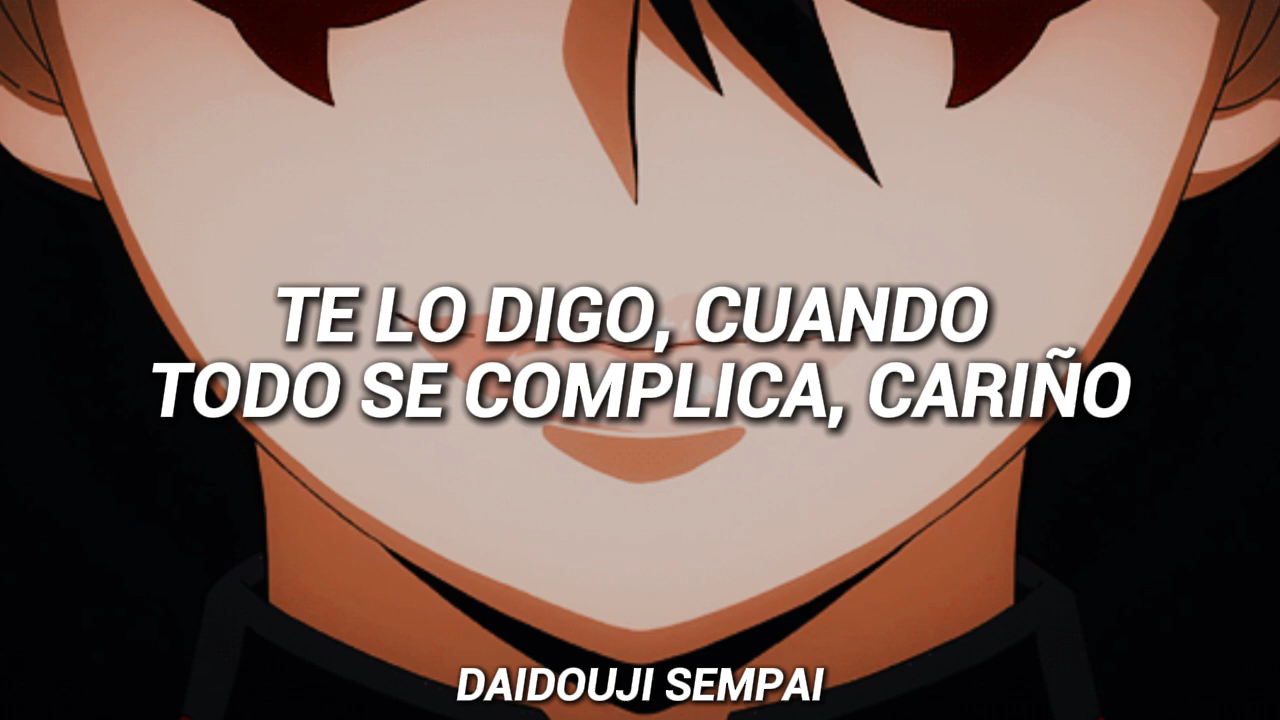 TE LO DIGO, CUANDO
TODO SE COMPLICA, CARIÑO
DAIDOUJI SEMPAI